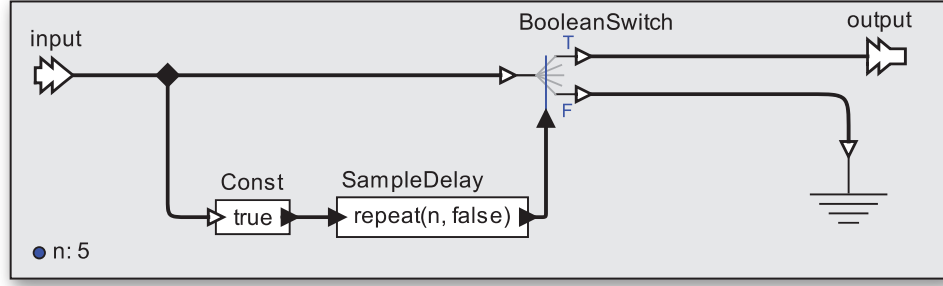 BooleanSwitch
output
input
T
F
Const
SampleDelay
true
repeat(n, false)
n: 5